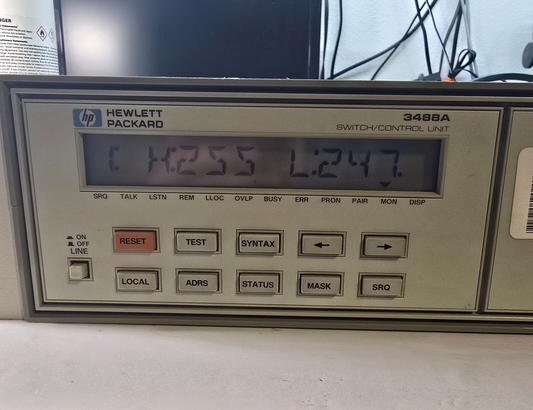 hp HEWLETT PACKARD
3488A
SWITCH/CONTROL UNIT
H:255 L:247.
SRQ TALK LSTN REM LLOC OVLP BUSY ERR PRON PAIR MON DISP
ON
OFF
LINE
RESET TEST SYNTAX ← →
LOCAL ADRS STATUS MASK SRQ